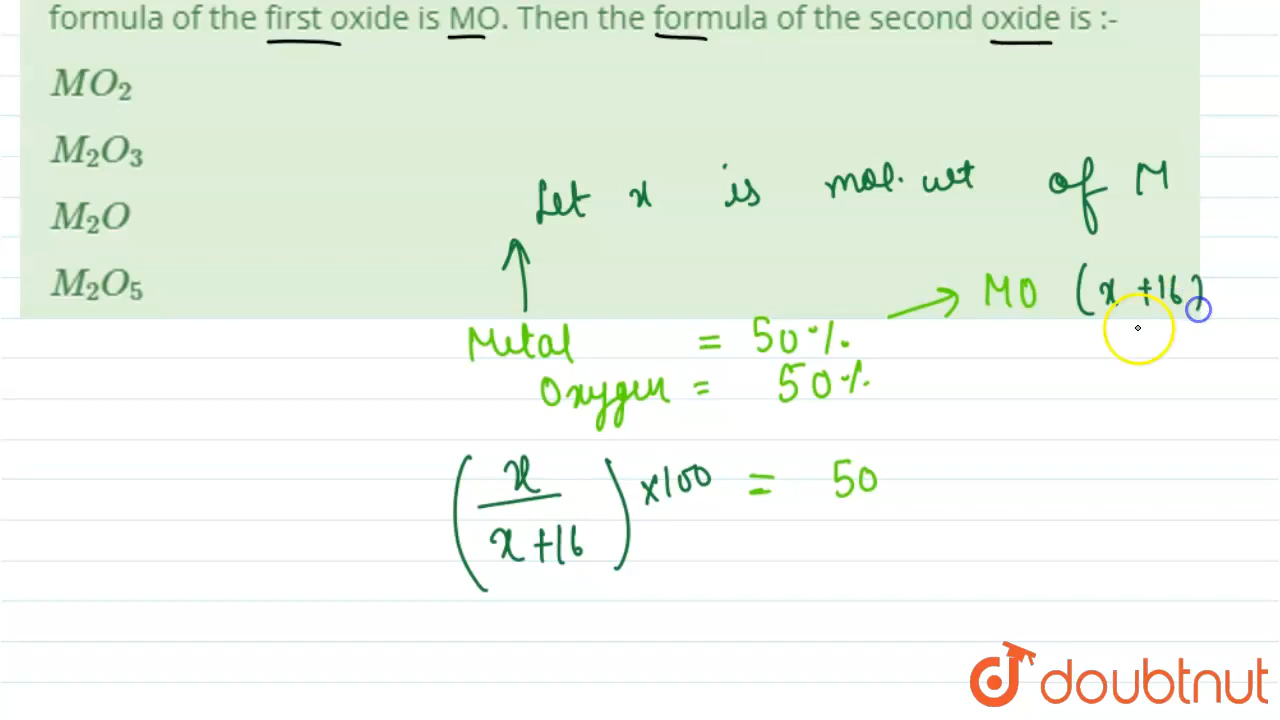 formula of the first oxide is MO. Then the formula of the second oxide is :-
MO₂
M₂O₃
M₂O
M₂O₅
Let x is mol. wt of M
MO (x+16)
Metal = 50%
Oxygen = 50%
(x / x+16) x100 = 50
doubtnut